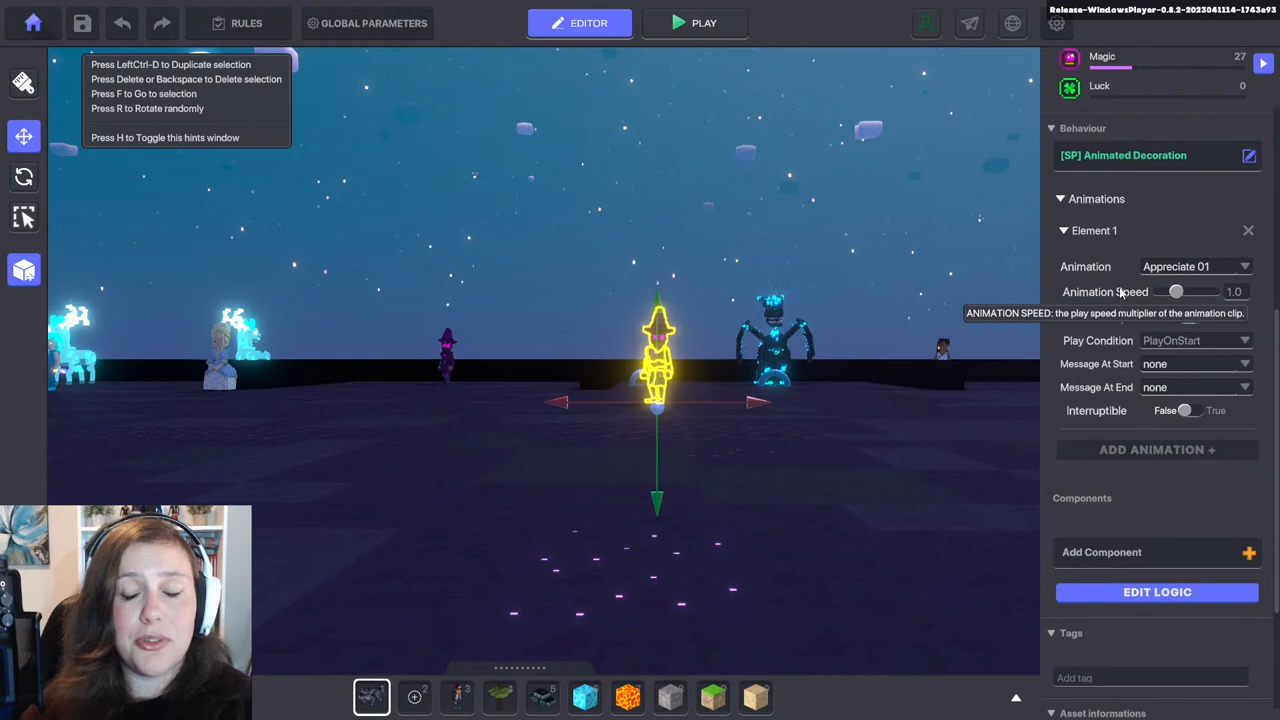 Release-WindowsPlayer-0.8.2-2023041114-1743e93
RULES
GLOBAL PARAMETERS
EDITOR
PLAY
Press LeftCtrl-D to Duplicate selection
Press Delete or Backspace to Delete selection
Press F to Go to selection
Press R to Rotate randomly
Press H to Toggle this hints window
Magic 27
Luck 0
Behaviour
[SP] Animated Decoration
Animations
Element 1
Animation Appreciate 01
Animation Speed 1.0
ANIMATION SPEED: the play speed multiplier of the animation clip.
Play Condition PlayOnStart
Message At Start none
Message At End none
Interruptible False True
ADD ANIMATION +
Components
Add Component
EDIT LOGIC
Tags
Add tag
Asset informations